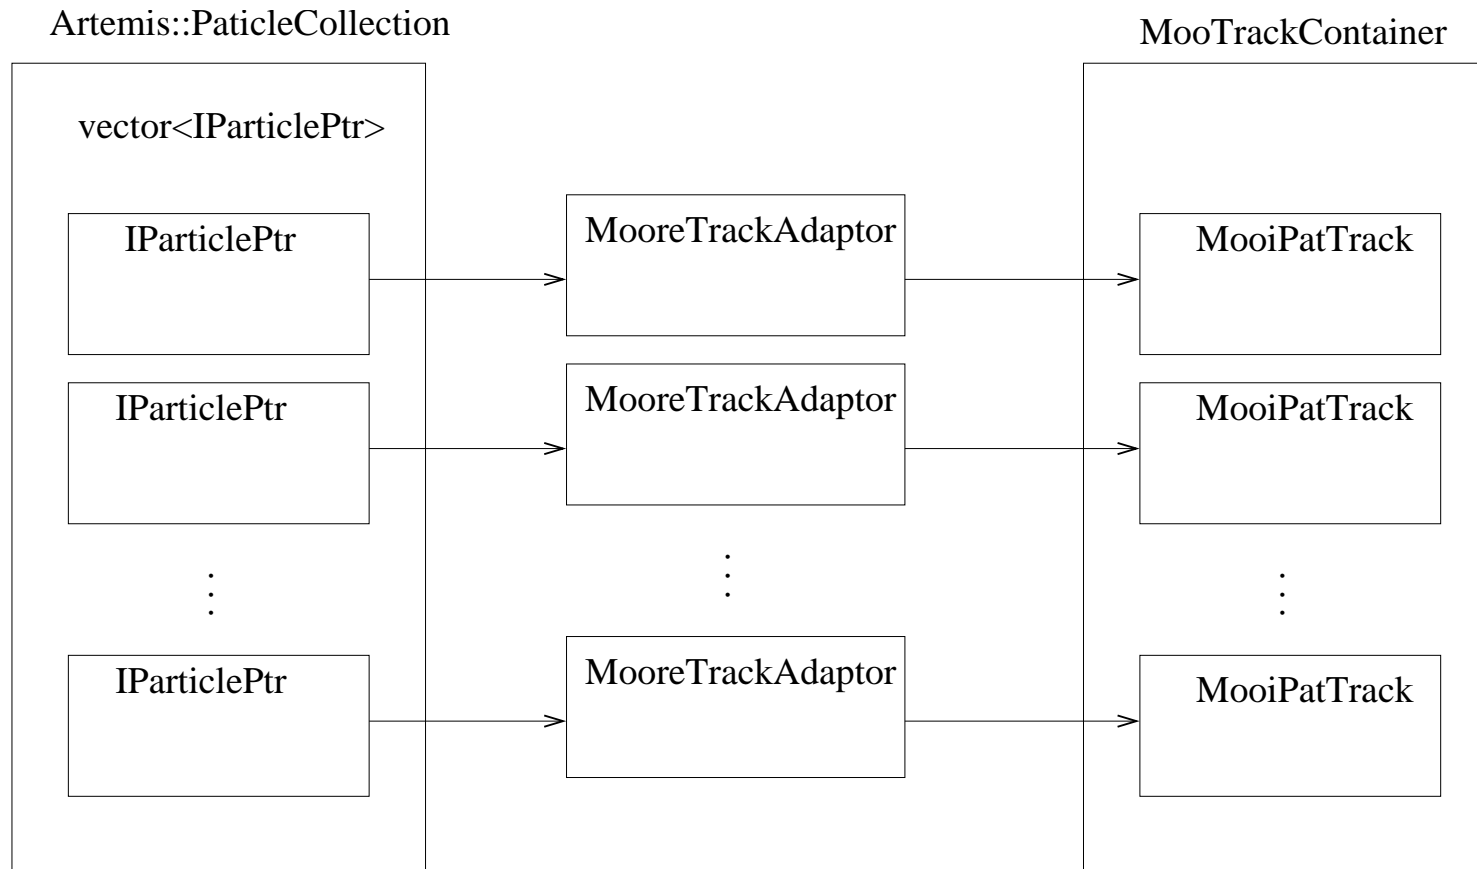 Artemis::PaticleCollection
MooTrackContainer
vector<IParticlePtr>
IParticlePtr
MooreTrackAdaptor
MooiPatTrack
IParticlePtr
MooreTrackAdaptor
MooiPatTrack
IParticlePtr
MooreTrackAdaptor
MooiPatTrack